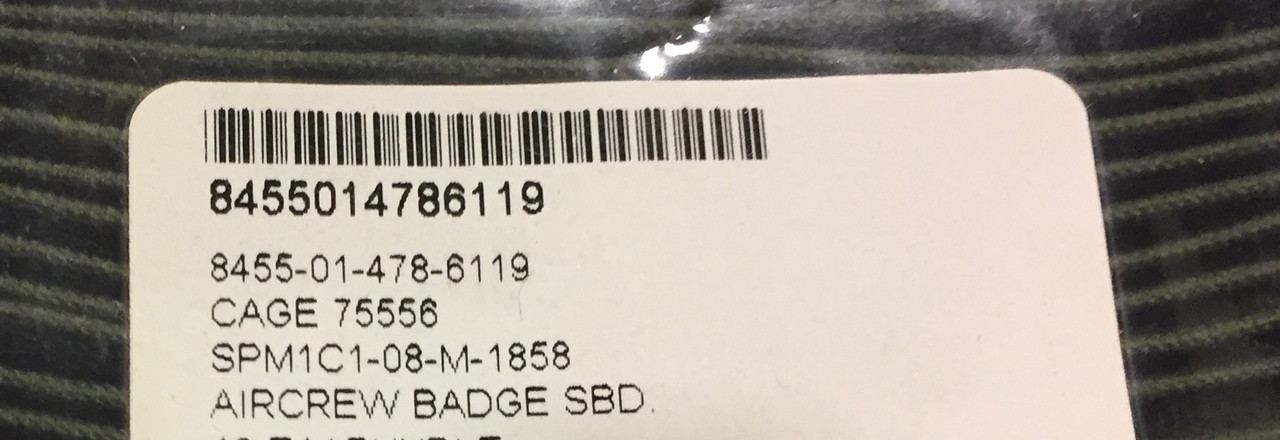 8455014786119
8455-01-478-6119
CAGE 75556
SPM1C1-08-M-1858
AIRCREW BADGE SBD.